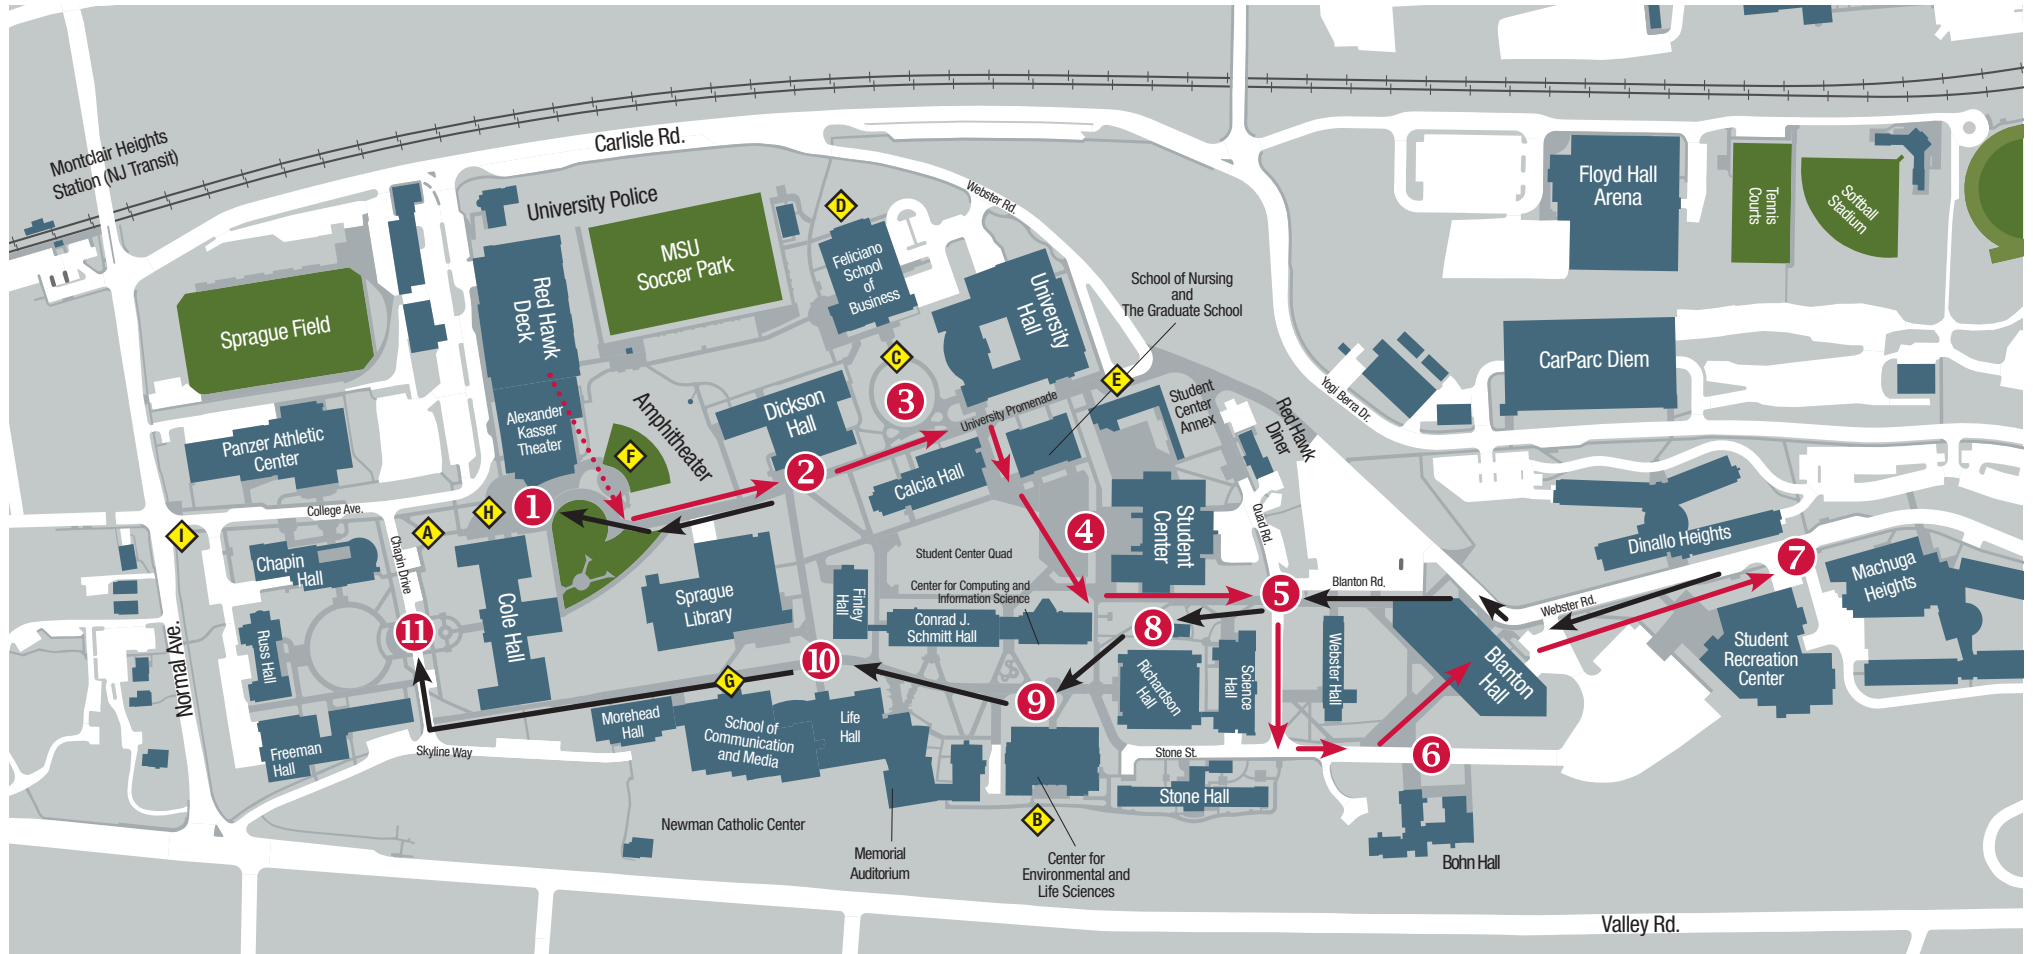 Montclair Heights
Station (NJ Transit)
Carlisle Rd.
University Police
Webster Rd.
D
MSU
Soccer Park
Feliciano
School
of
Business
University
Hall
School of Nursing
and
The Graduate School
Floyd Hall
Arena
Tennis
Courts
Softball
Stadium
Sprague Field
Red Hawk
Deck
C
E
3
CarParc Diem
Yogi Berra Dr.
Student
Center
Annex
Red Hawk
Diner
University Promenade
Dickson
Hall
Amphitheater
Alexander
Kasser
Theater
Panzer Athletic
Center
F
2
Calcia Hall
1
H
College Ave.
A
I
4
Student
Center
Quad Rd.
Dinallo Heights
7
Machuga
Heights
Chapin
Hall
Chapin Drive
Student Center Quad
Center for Computing and
Information Science
Blanton Rd.
5
Webster Rd.
Cole Hall
Sprague
Library
Finley
Hall
Conrad J.
Schmitt Hall
8
11
Russ Hall
Normal Ave.
10
G
9
Richardson
Hall
Science
Hall
Webster Hall
Blanton
Hall
Student
Recreation
Center
Freeman
Hall
Skyline Way
Morehead
Hall
School of
Communication
and Media
Life
Hall
Stone St.
6
Stone Hall
B
Newman Catholic Center
Memorial
Auditorium
Center for
Environmental and
Life Sciences
Bohn Hall
Valley Rd.